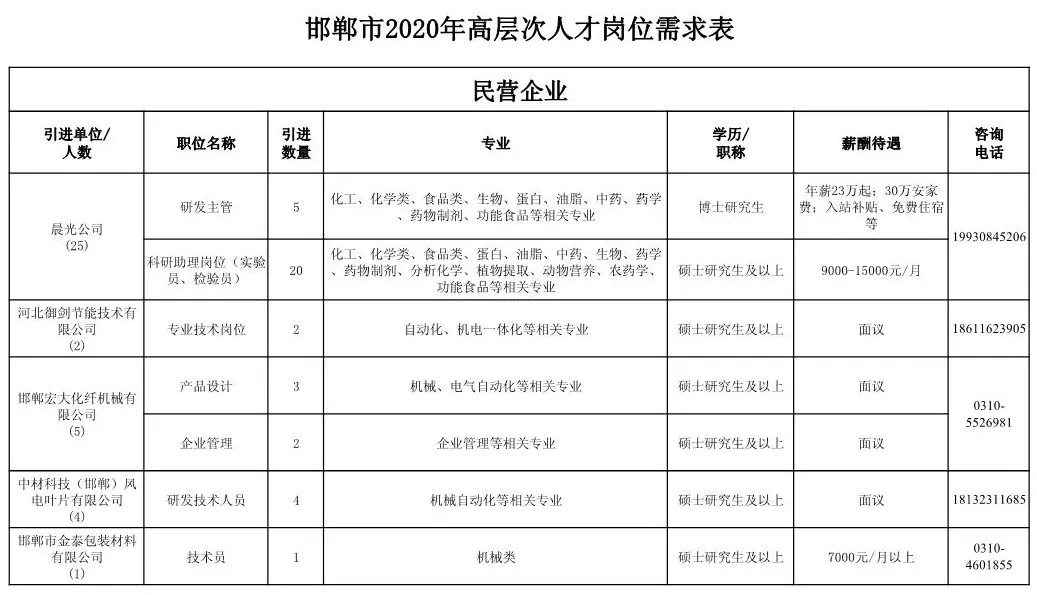 邯郸市2020年高层次人才岗位需求表
民营企业
引进单位/
人数
职位名称
引进
数量
专业
学历/
职称
薪酬待遇
咨询
电话
晨光公司
(25)
研发主管
5
化工、化学类、食品类、生物、蛋白、油脂、中药、药学
、药物制剂、功能食品等相关专业
博士研究生
年薪23万起；30万安家
费；入站补贴、免费住宿
等
19930845206
科研助理岗位（实验
员、检验员）
20
化工、化学类、食品类、蛋白、油脂、中药、生物、药学
、药物制剂、分析化学、植物提取、动物营养、农药学、
功能食品等相关专业
硕士研究生及以上
9000-15000元/月
河北御剑节能技术有
限公司
(2)
专业技术岗位
2
自动化、机电一体化等相关专业
硕士研究生及以上
面议
18611623905
邯郸宏大化纤机械有
限公司
(5)
产品设计
3
机械、电气自动化等相关专业
硕士研究生及以上
面议
0310-
5526981
企业管理
2
企业管理等相关专业
硕士研究生及以上
面议
中材科技（邯郸）风
电叶片有限公司
(4)
研发技术人员
4
机械自动化等相关专业
硕士研究生及以上
面议
18132311685
邯郸市金泰包装材料
有限公司
(1)
技术员
1
机械类
硕士研究生及以上
7000元/月以上
0310-
4601855